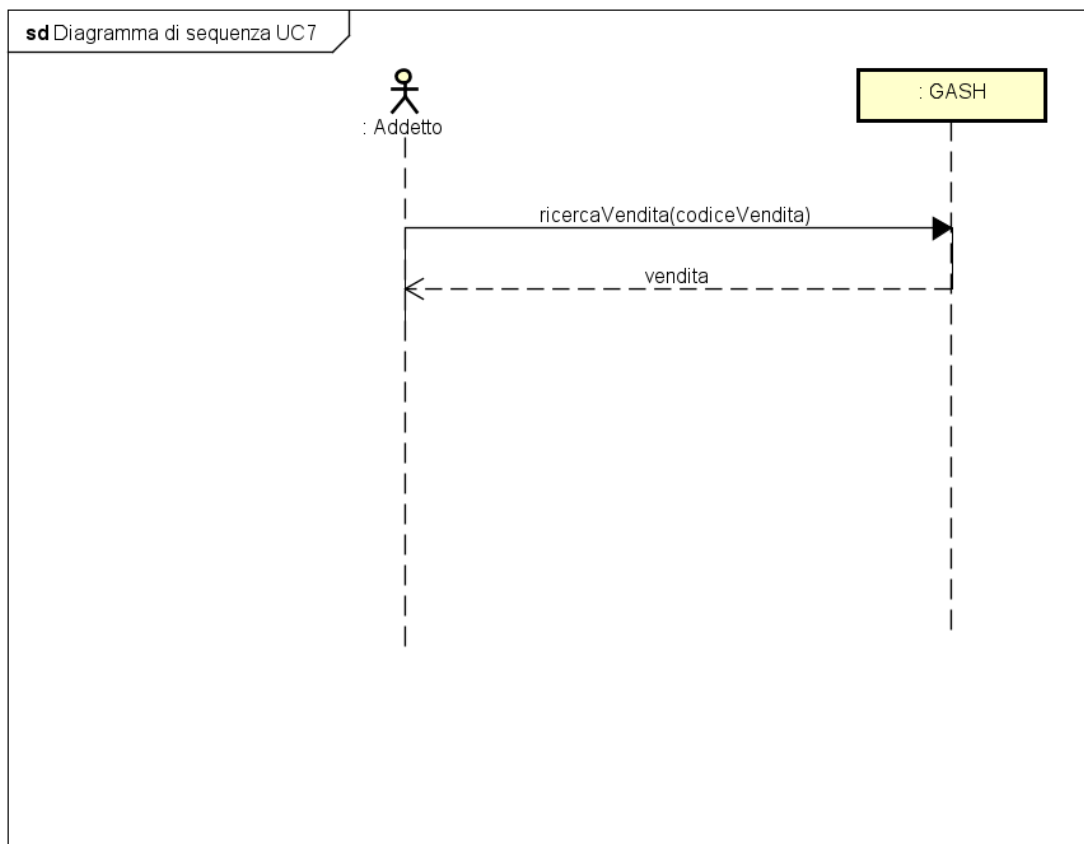 sd Diagramma di sequenza UC7
: Addetto
: GASH
ricercaVendita(codiceVendita)
vendita